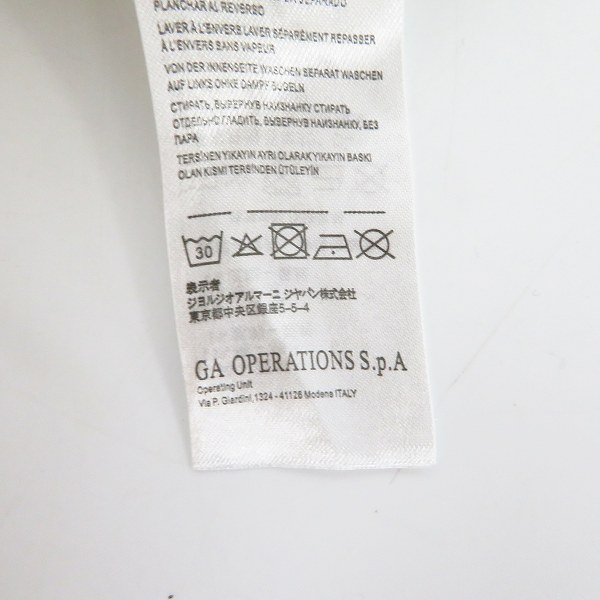 PLANCHAR AL REVERSO
LAVER À L'ENVERS LAVER SÉPARÉMENT REPASSER
À L'ENVERS SANS VAPEUR
VON DER INNENSEITE WASCHEN SEPARAT WASCHEN
AUF LINKS OHNE DAMPF BÜGELN
СТИРАТЬ, ВЫВЕРНУВ НАИЗНАНКУ СТИРАТЬ
ОТДЕЛЬНО ГЛАДИТЬ, ВЫВЕРНУВ НАИЗНАНКУ, БЕЗ
ПАРА
TERSİNEN YIKAYIN AYRI OLARAK YIKAYIN BASKI
OLAN KISMI TERSİNDEN ÜTÜLEYİN
30
表示者
ジョルジオアルマーニ ジャパン株式会社
東京都中央区銀座5-5-4
GA OPERATIONS S.p.A
Operating Unit
Via P. Giardini, 1324 - 41126 Modena ITALY